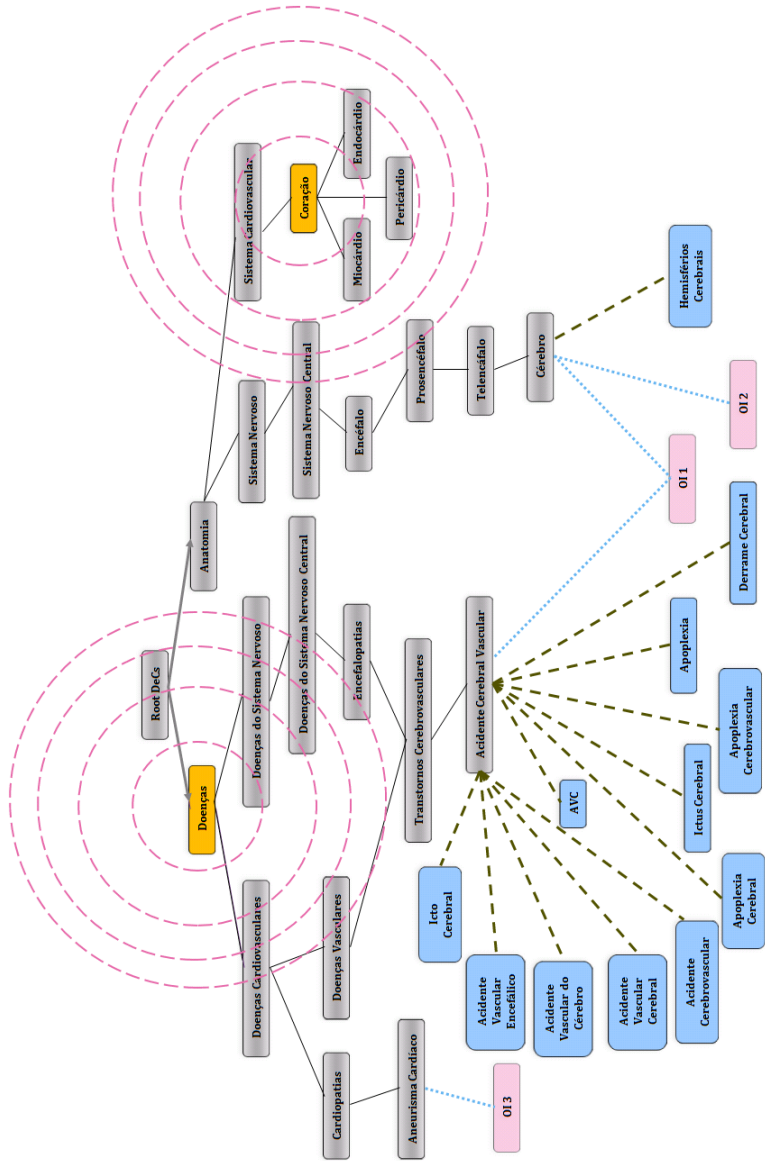 Root DeCs
Doenças
Anatomia
Doenças Cardiovasculares
Doenças do Sistema Nervoso
Sistema Nervoso
Sistema Cardiovascular
Doenças do Sistema Nervoso Central
Sistema Nervoso Central
Coração
Cardiopatias
Doenças Vasculares
Encefalopatias
Encéfalo
Miocárdio
Endocárdio
Pericárdio
Aneurisma Cardíaco
Transtornos Cerebrovasculares
Prosencéfalo
Icto
Cerebral
Acidente Cerebral Vascular
Telencáfalo
Cérebro
OI 3
Acidente
Vascular
Encefálico
Acidente
Vascular do
Cérebro
AVC
Acidente
Vascular
Cerebral
Acidente
Cerebrovascular
Ictus Cerebral
Apoplexia
OI 1
Hemisférios
Cerebrais
Apoplexia
Cerebral
Apoplexia
Cerebrovascular
Derrame Cerebral
OI 2